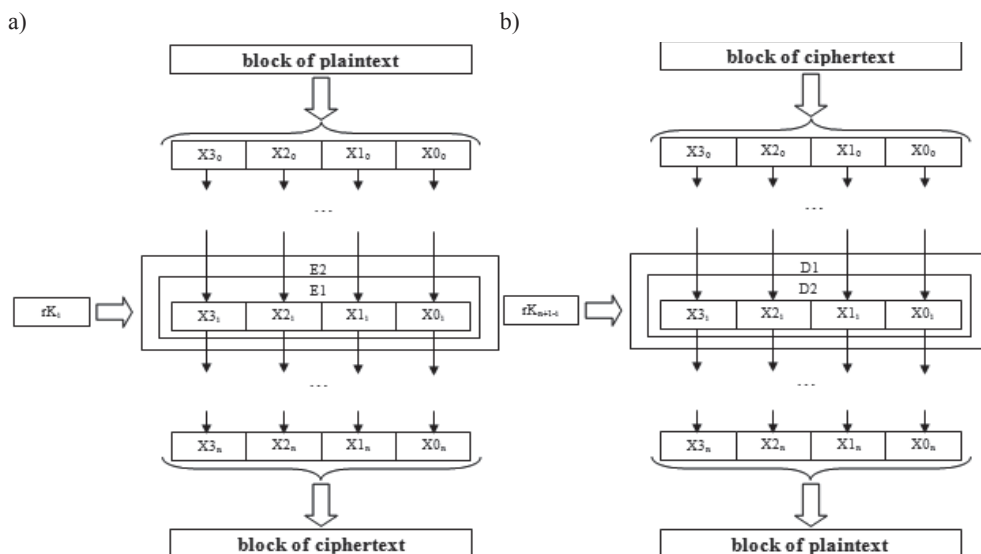 a)
block of plaintext
X3₀ X2₀ X1₀ X0₀
...
E2
E1
rKᵢ
X3ᵢ X2ᵢ X1ᵢ X0ᵢ
...
X3ₙ X2ₙ X1ₙ X0ₙ
block of ciphertext
b)
block of ciphertext
X3₀ X2₀ X1₀ X0₀
...
D1
D2
rKₙ₊₁₋ᵢ
X3ᵢ X2ᵢ X1ᵢ X0ᵢ
...
X3ₙ X2ₙ X1ₙ X0ₙ
block of plaintext